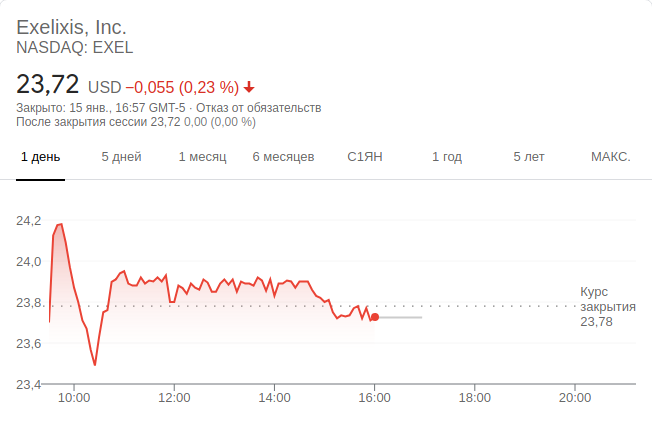 Exelixis, Inc.
NASDAQ: EXEL
23,72 USD −0,055 (0,23 %)
Закрыто: 15 янв., 16:57 GMT-5 · Отказ от обязательств
После закрытия сессии 23,72 0,00 (0,00 %)
1 день 5 дней 1 месяц 6 месяцев С1ЯН 1 год 5 лет МАКС.
24,2
24,0
23,8
23,6
23,4
Курс
закрытия
23,78
10:00 12:00 14:00 16:00 18:00 20:00